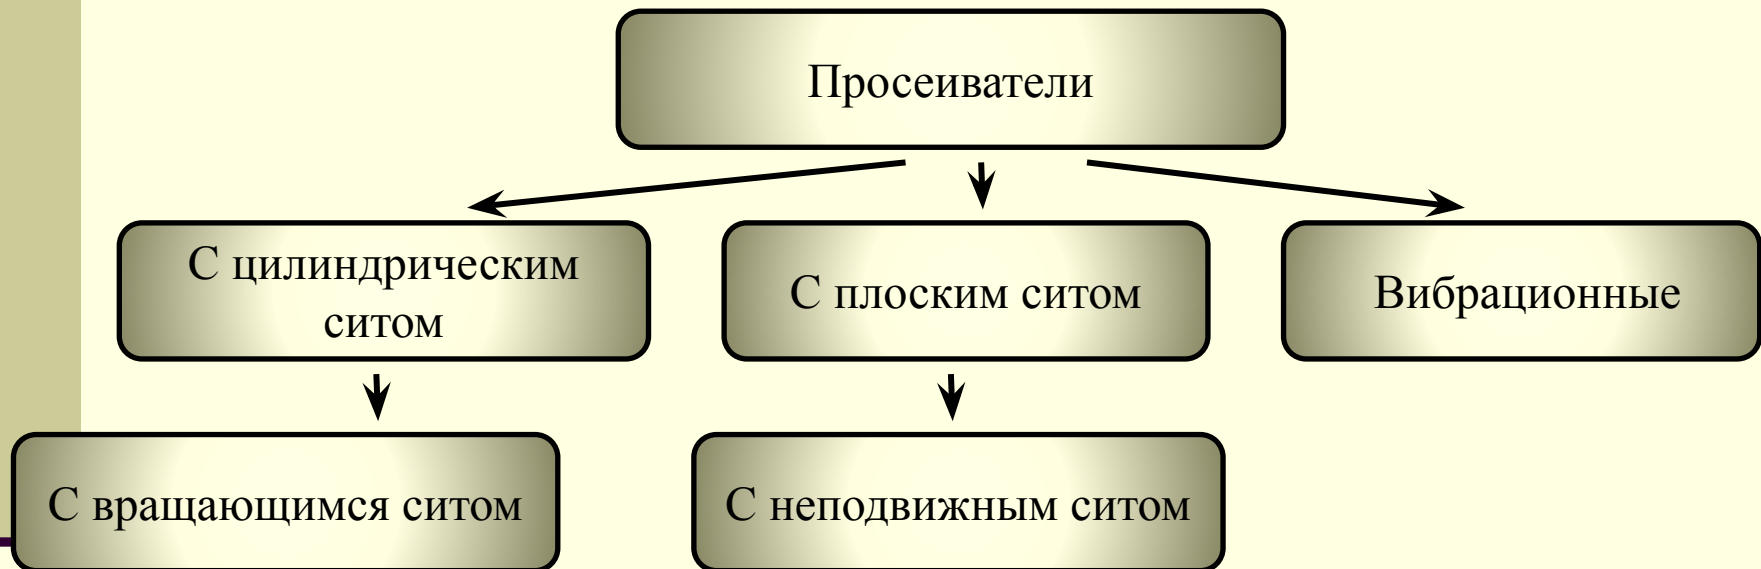 Просеиватели
С цилиндрическим
ситом
С плоским ситом
Вибрационные
С вращающимся ситом
С неподвижным ситом